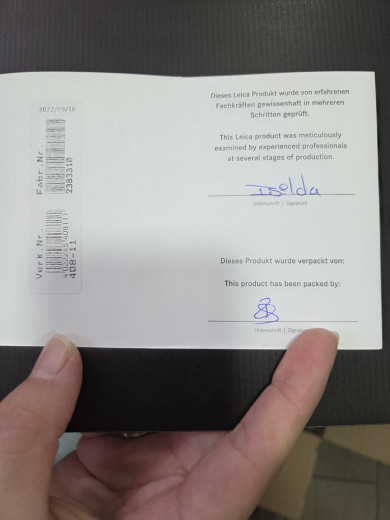 2022/09/16
Fabr. Nr.
2383310
Verk. Nr.
408-11
Dieses Leica Produkt wurde von erfahrenen
Fachkräften gewissenhaft in mehreren
Schritten geprüft.
This Leica product was meticulously
examined by experienced professionals
at several stages of production.
Isolda
Unterschrift | Signature
Dieses Produkt wurde verpackt von:
This product has been packed by:
Unterschrift | Signature